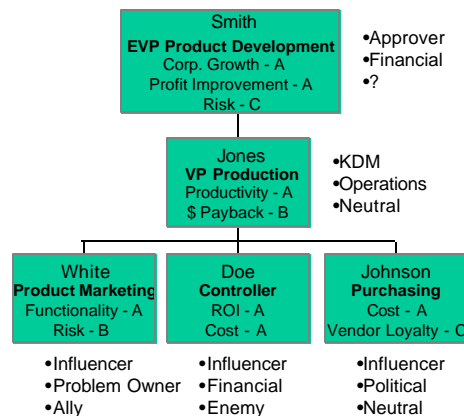 Smith
EVP Product Development
Corp. Growth - A
Profit Improvement - A
Risk - C
•Approver
•Financial
•?
Jones
VP Production
Productivity - A
$ Payback - B
•KDM
•Operations
•Neutral
White
Product Marketing
Functionality - A
Risk - B
Doe
Controller
ROI - A
Cost - A
Johnson
Purchasing
Cost - A
Vendor Loyalty - C
•Influencer
•Problem Owner
•Ally
•Influencer
•Financial
•Enemy
•Influencer
•Political
•Neutral